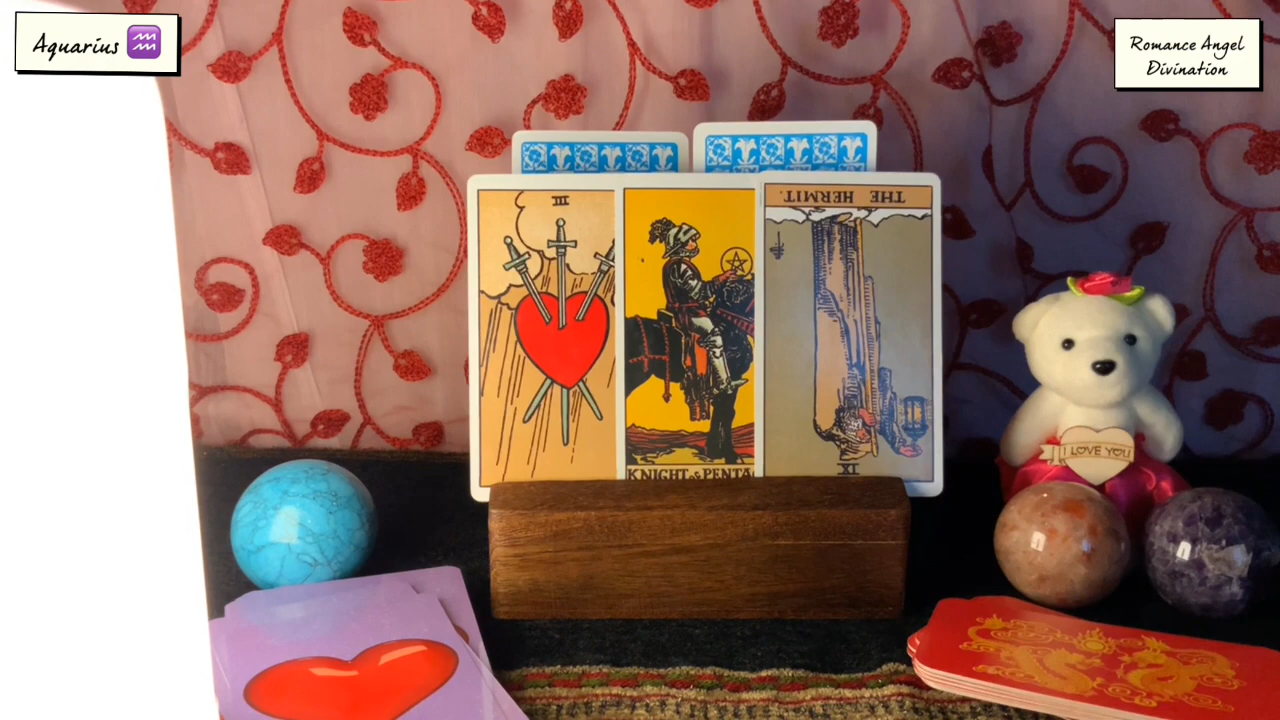 Aquarius ♒
Romance Angel
Divination
III
KNIGHT of PENTA
THE HERMIT.
IX
I LOVE YOU